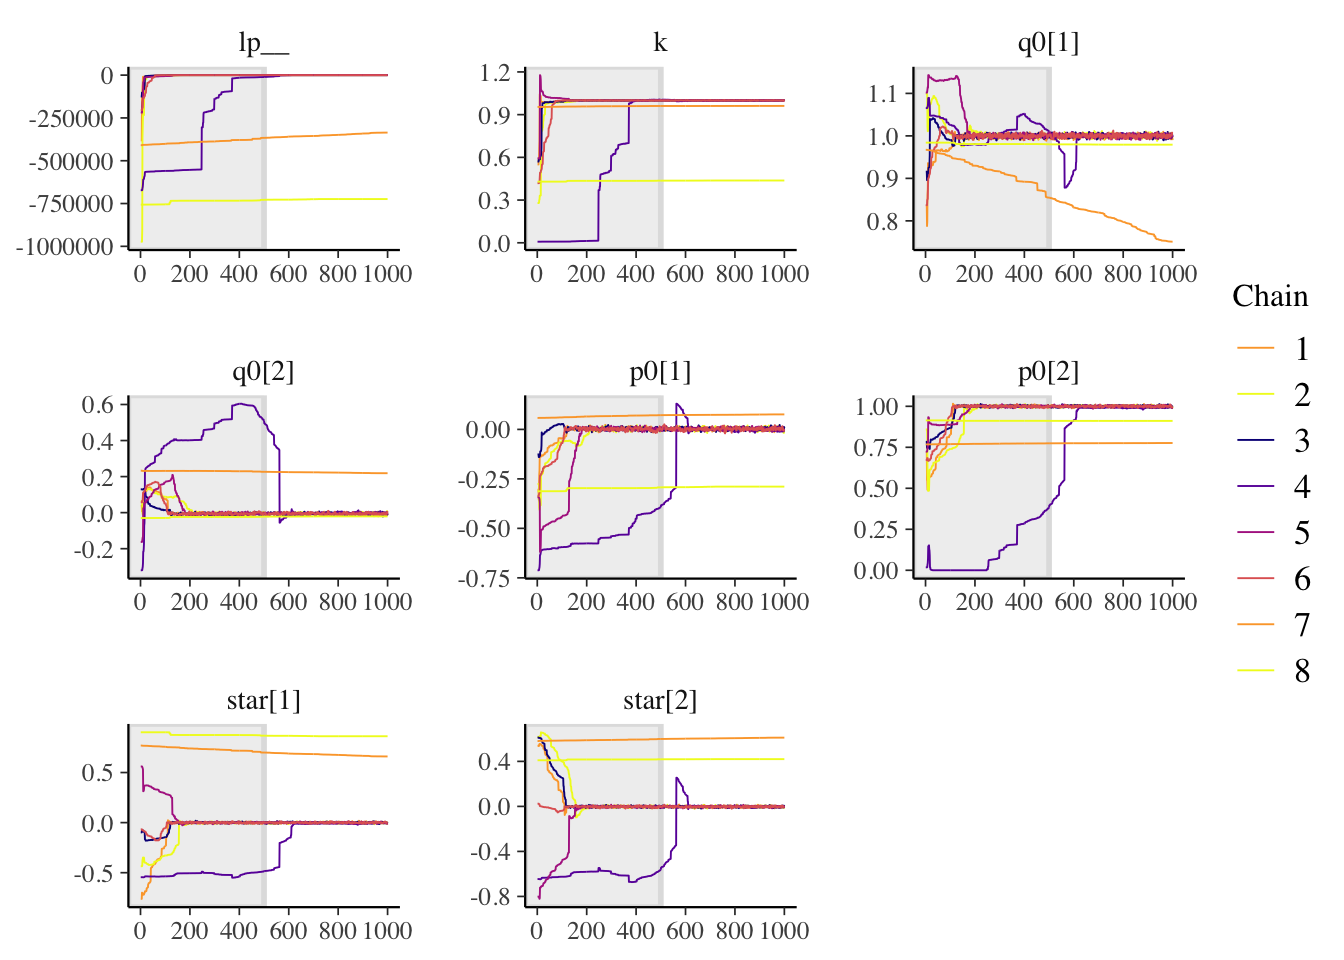 lp__
0
-250000
-500000
-750000
-1000000
0 200 400 600 800 1000
k
1.2
0.9
0.6
0.3
0.0
0 200 400 600 800 1000
q0[1]
1.1
1.0
0.9
0.8
0 200 400 600 800 1000
q0[2]
0.6
0.4
0.2
0.0
-0.2
0 200 400 600 800 1000
p0[1]
0.00
-0.25
-0.50
-0.75
0 200 400 600 800 1000
p0[2]
1.00
0.75
0.50
0.25
0.00
0 200 400 600 800 1000
star[1]
0.5
0.0
-0.5
0 200 400 600 800 1000
star[2]
0.4
0.0
-0.4
-0.8
0 200 400 600 800 1000
Chain
1
2
3
4
5
6
7
8